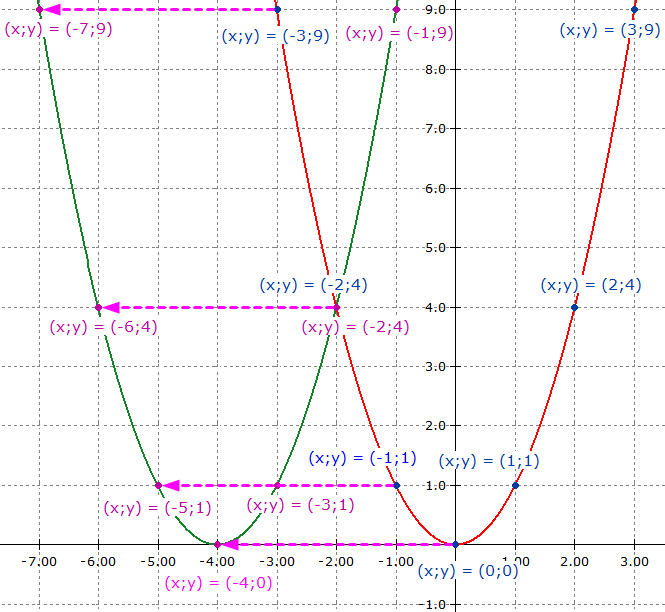 9.0
(x;y) = (-7;9)
(x;y) = (-3;9)
(x;y) = (-1;9)
(x;y) = (3;9)
8.0
7.0
6.0
5.0
(x;y) = (-2;4)
(x;y) = (2;4)
4.0
(x;y) = (-6;4)
(x;y) = (-2;4)
3.0
2.0
(x;y) = (-1;1)
(x;y) = (1;1)
1.0
(x;y) = (-5;1)
(x;y) = (-3;1)
-7.00 -6.00 -5.00 -4.00 -3.00 -2.00 -1.00 1.00 2.00 3.00
(x;y) = (0;0)
(x;y) = (-4;0)
-1.0